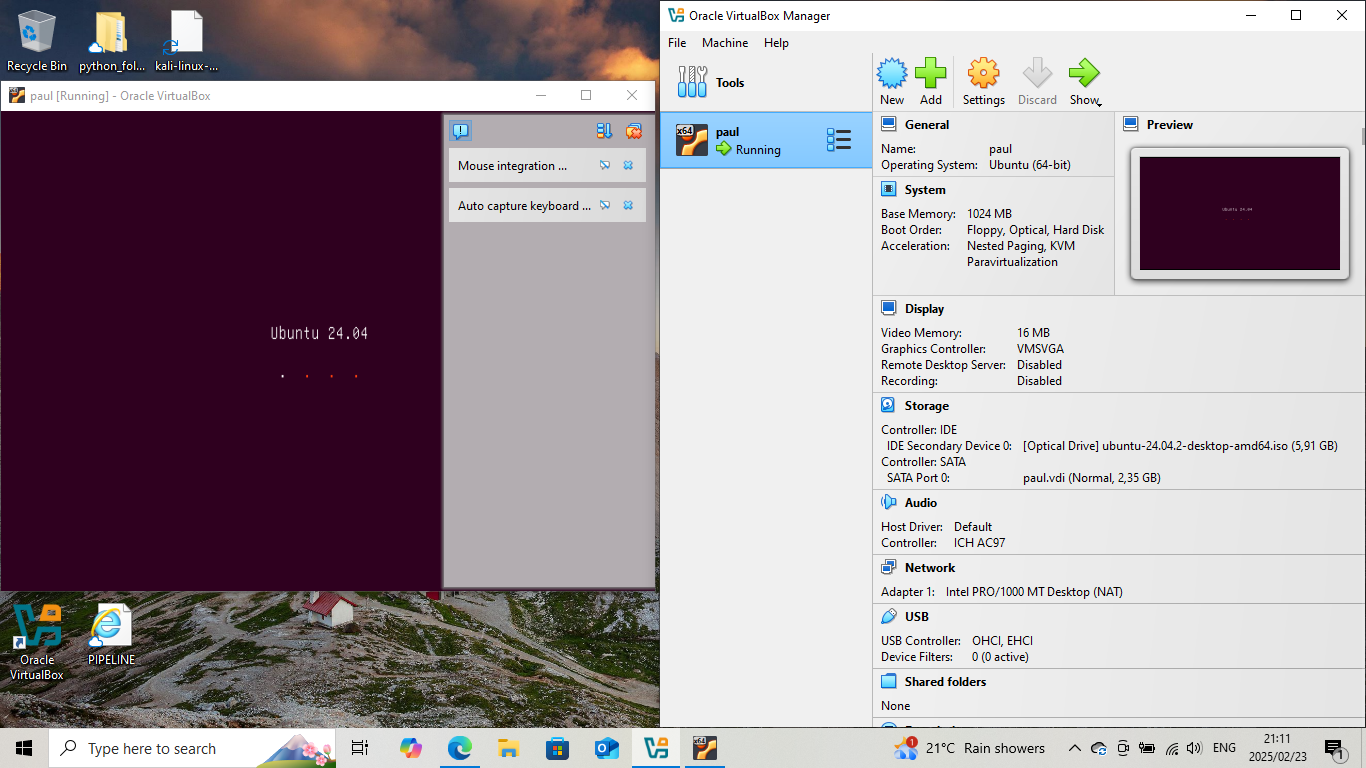 Recycle Bin
python_fol...
kali-linux-...
paul [Running] - Oracle VirtualBox
Mouse integration ...
Auto capture keyboard ...
Ubuntu 24.04
Oracle VirtualBox
PIPELINE
Oracle VirtualBox Manager
File Machine Help
Tools
New Add Settings Discard Show
x64
paul
Running
General
Name: paul
Operating System: Ubuntu (64-bit)
Preview
Ubuntu 24.04
System
Base Memory: 1024 MB
Boot Order: Floppy, Optical, Hard Disk
Acceleration: Nested Paging, KVM
Paravirtualization
Display
Video Memory: 16 MB
Graphics Controller: VMSVGA
Remote Desktop Server: Disabled
Recording: Disabled
Storage
Controller: IDE
IDE Secondary Device 0: [Optical Drive] ubuntu-24.04.2-desktop-amd64.iso (5,91 GB)
Controller: SATA
SATA Port 0: paul.vdi (Normal, 2,35 GB)
Audio
Host Driver: Default
Controller: ICH AC97
Network
Adapter 1: Intel PRO/1000 MT Desktop (NAT)
USB
USB Controller: OHCI, EHCI
Device Filters: 0 (0 active)
Shared folders
None
Type here to search
x64
1
21°C Rain showers
ENG
21:11
2025/02/23
1